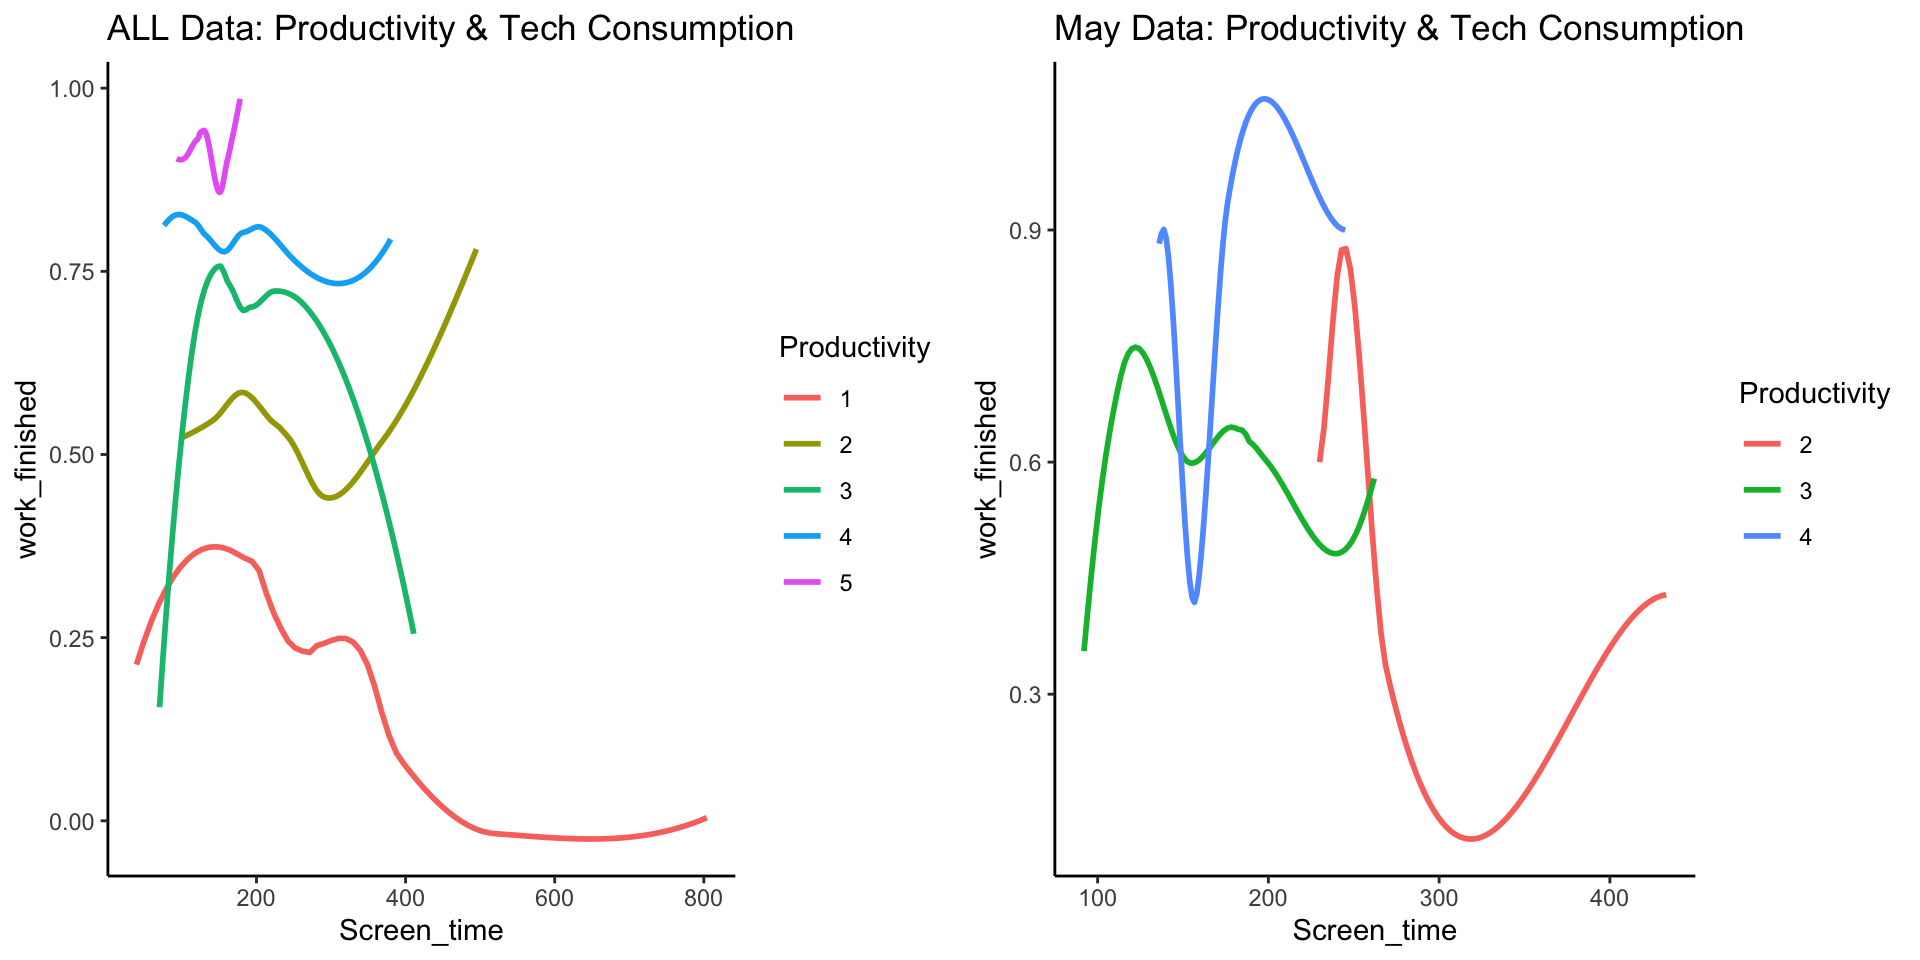 ALL Data: Productivity & Tech Consumption
1.00
0.75
0.50
0.25
0.00
work_finished
200 400 600 800
Screen_time
Productivity
1
2
3
4
5
May Data: Productivity & Tech Consumption
0.9
0.6
0.3
work_finished
100 200 300 400
Screen_time
Productivity
2
3
4